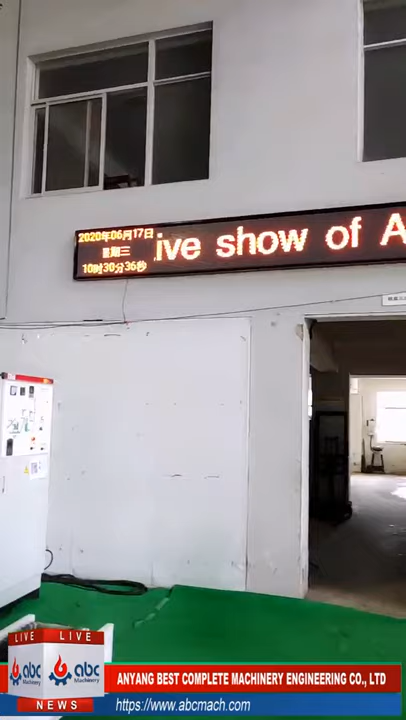 2020年06月17日
星期三
10时30分36秒
ive show of A
LIVE LIVE
abc abc
Machinery Machinery
NEWS
ANYANG BEST COMPLETE MACHINERY ENGINEERING CO., LTD
https://www.abcmach.com